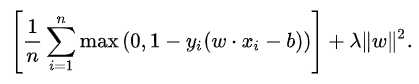 [1/n ∑_{i=1}^{n} max (0, 1 − y_i(w · x_i − b))] + λ‖w‖².